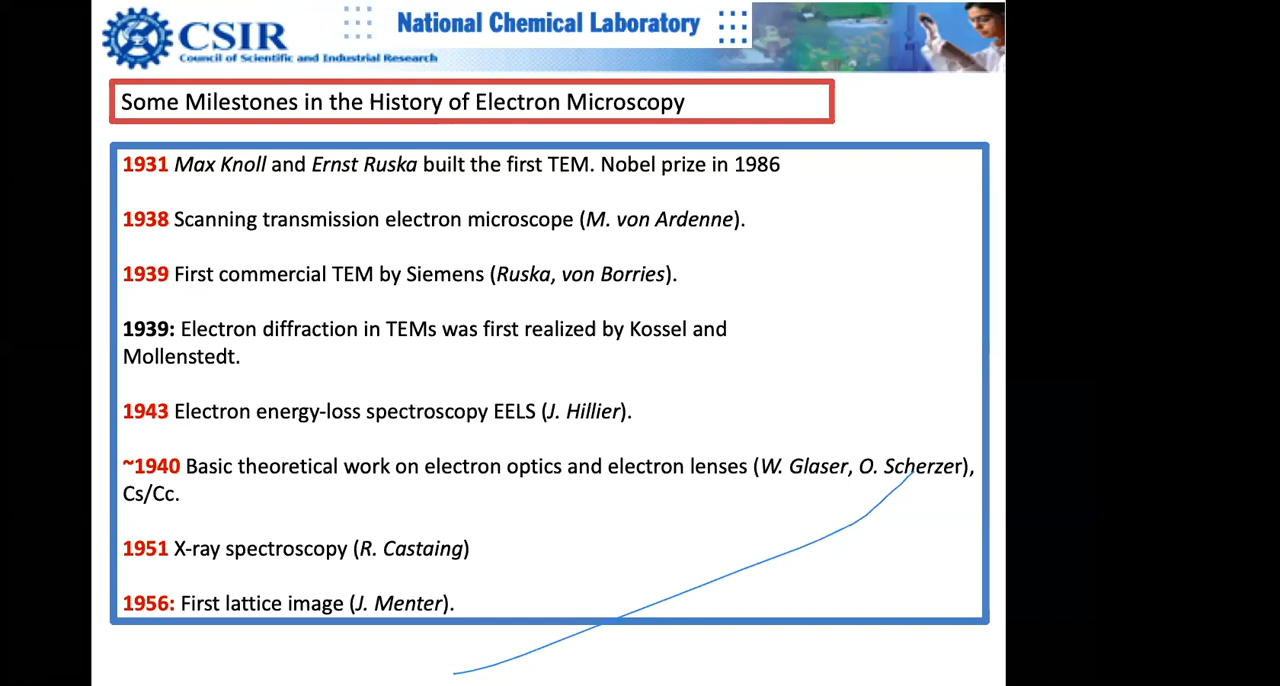 CSIR
Council of Scientific and Industrial Research
National Chemical Laboratory
Some Milestones in the History of Electron Microscopy
1931 Max Knoll and Ernst Ruska built the first TEM. Nobel prize in 1986
1938 Scanning transmission electron microscope (M. von Ardenne).
1939 First commercial TEM by Siemens (Ruska, von Borries).
1939: Electron diffraction in TEMs was first realized by Kossel and
Mollenstedt.
1943 Electron energy-loss spectroscopy EELS (J. Hillier).
~1940 Basic theoretical work on electron optics and electron lenses (W. Glaser, O. Scherzer),
Cs/Cc.
1951 X-ray spectroscopy (R. Castaing)
1956: First lattice image (J. Menter).